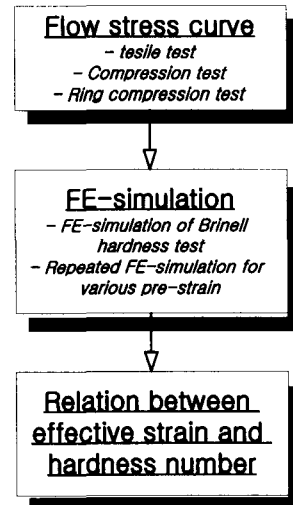 Flow stress curve
- tesile test
- Compression test
- Ring compression test
FE-simulation
- FE-simulation of Brinell
hardness test
- Repeated FE-simulation for
various pre-strain
Relation between
effective strain and
hardness number